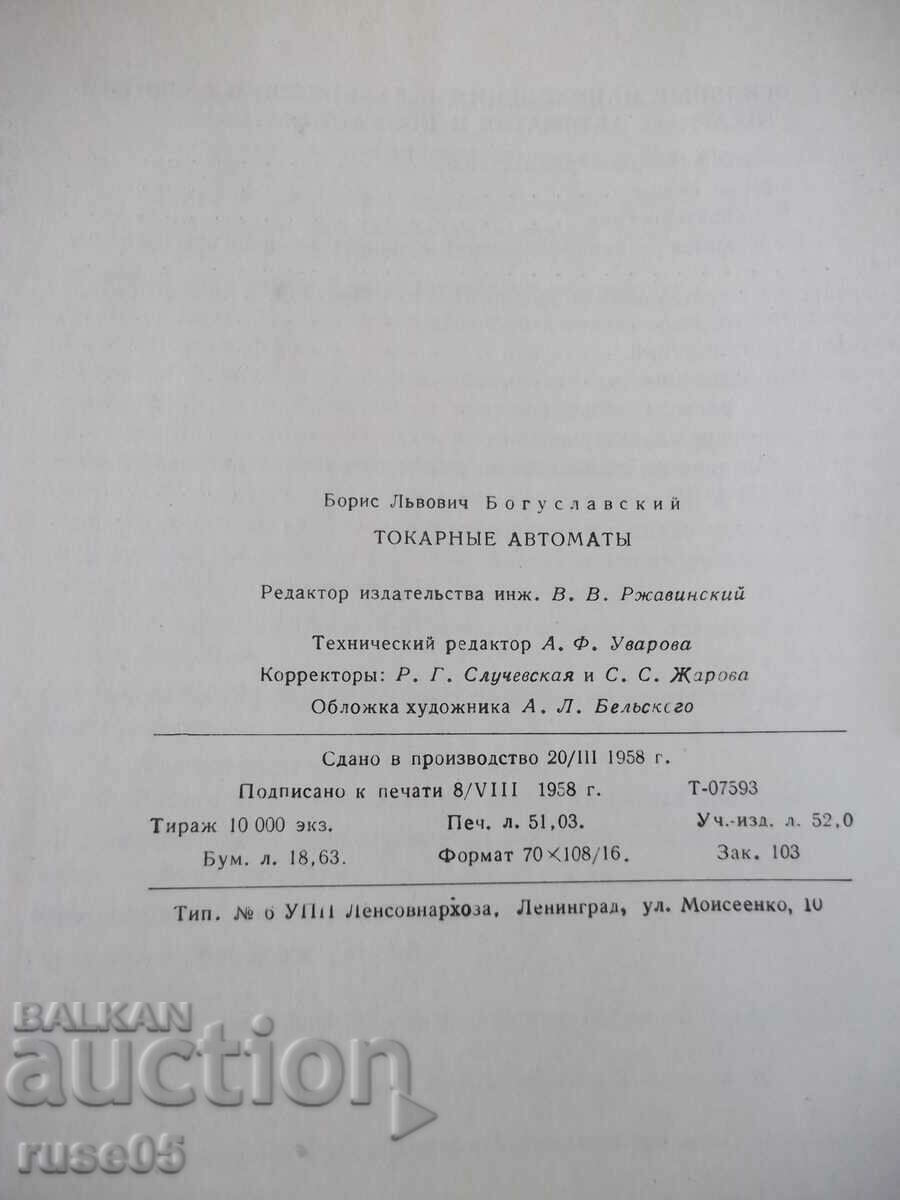 Борис Львович Богуславский
ТОКАРНЫЕ АВТОМАТЫ
Редактор издательства инж. В. В. Ржавинский
Технический редактор А. Ф. Уварова
Корректоры: Р. Г. Случевская и С. С. Жарова
Обложка художника А. Л. Бельского
Сдано в производство 20/III 1958 г.
Подписано к печати 8/VIII 1958 г. Т-07593
Тираж 10 000 экз. Печ. л. 51,03. Уч.-изд. л. 52,0
Бум. л. 18,63. Формат 70×108/16. Зак. 103
Тип. № 6 УПП Ленсовнархоза, Ленинград, ул. Моисеенко, 10
BALKAN
auction
ruse05